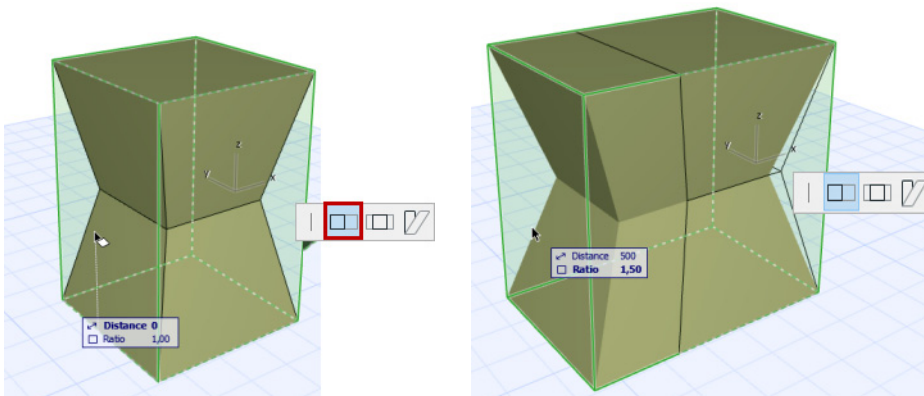 z
y
x
Distance 0
Ratio 1,00
z
y
x
Distance 500
Ratio 1,50